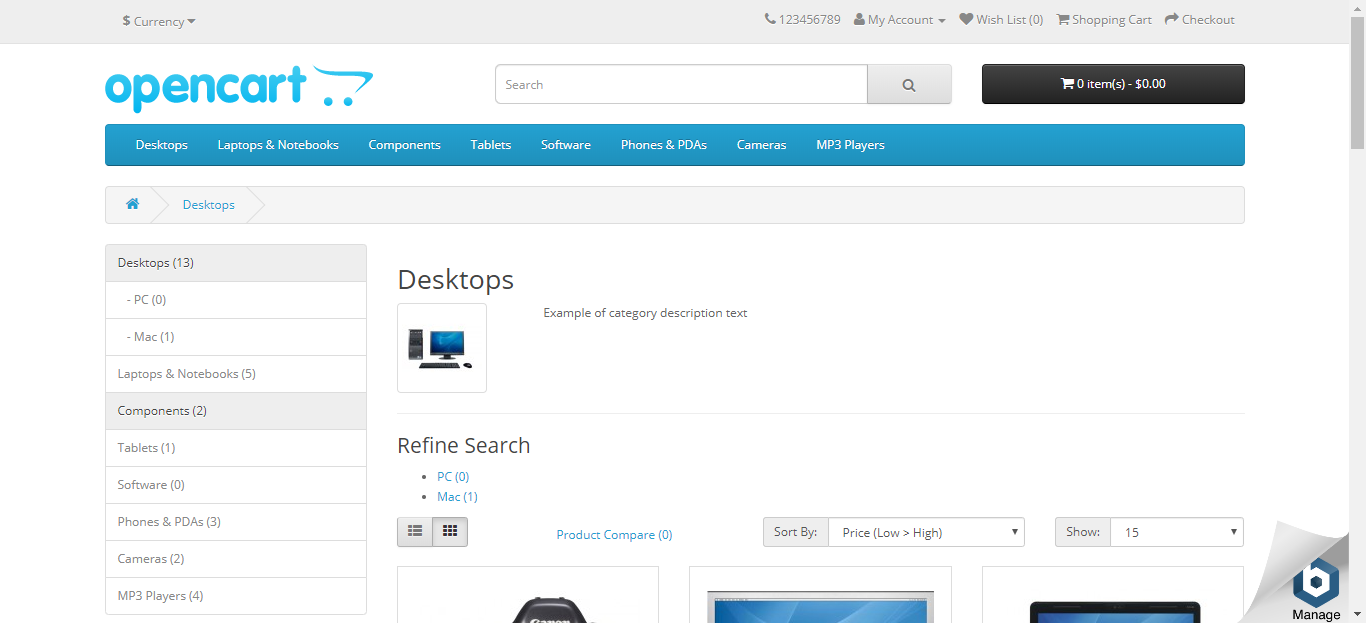 $ Currency
123456789 My Account Wish List (0) Shopping Cart Checkout
opencart
Search
0 item(s) - $0.00
Desktops Laptops & Notebooks Components Tablets Software Phones & PDAs Cameras MP3 Players
Desktops
Desktops (13)
- PC (0)
- Mac (1)
Laptops & Notebooks (5)
Components (2)
Tablets (1)
Software (0)
Phones & PDAs (3)
Cameras (2)
MP3 Players (4)
Desktops
Example of category description text
Refine Search
PC (0)
Mac (1)
Product Compare (0)
Sort By: Price (Low > High)
Show: 15
Canon
Manage